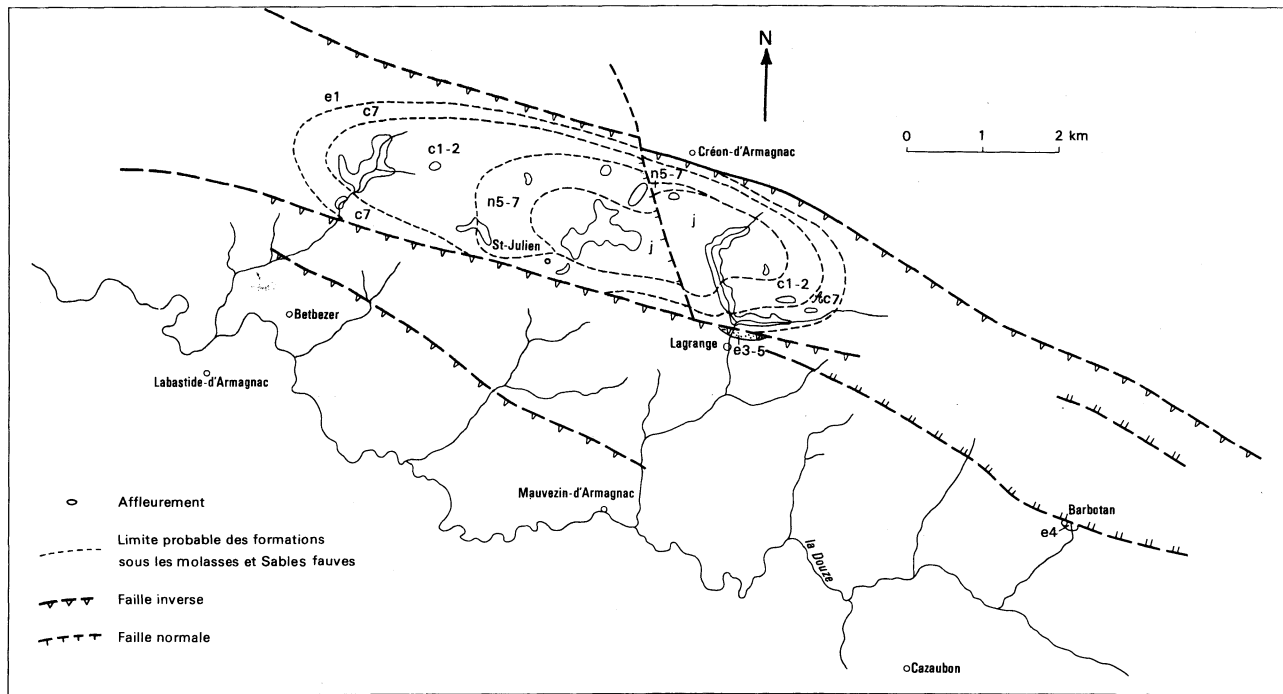 N
0 1 2 km
e1
c7
Créon-d'Armagnac
c1-2
n5-7
n5-7
j
c7
St-Julien
j
c1-2
c7
Betbezer
Lagrange
e3-5
Labastide-d'Armagnac
Mauvezin-d'Armagnac
Barbotan
e4
la Douze
Cazaubon
Affleurement
Limite probable des formations
sous les molasses et Sables fauves
Faille inverse
Faille normale